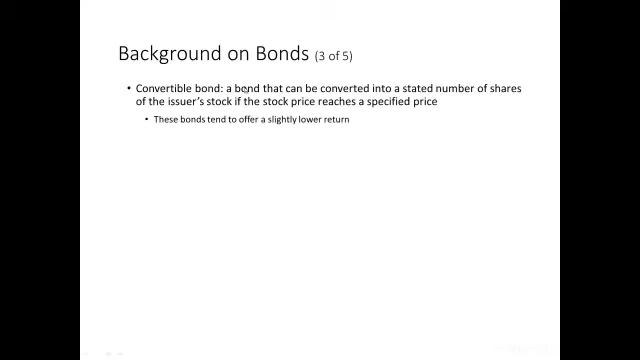 Background on Bonds (3 of 5)
• Convertible bond: a bond that can be converted into a stated number of shares
of the issuer's stock if the stock price reaches a specified price
• These bonds tend to offer a slightly lower return